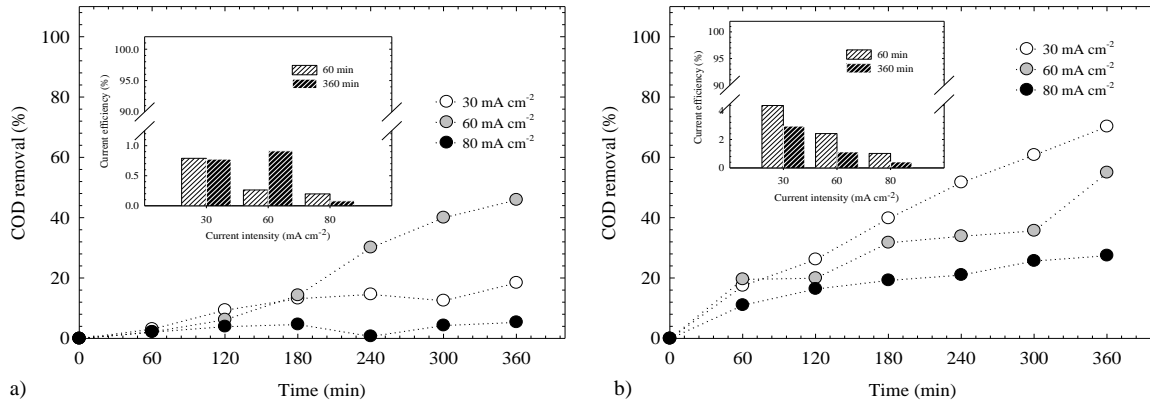 100
80
60
40
20
0
COD removal (%)
0 60 120 180 240 300 360
Time (min)
a)
30 mA cm-2
60 mA cm-2
80 mA cm-2
100.0
95.0
90.0
1.0
0.5
0.0
Current efficiency (%)
60 min
360 min
30 60 80
Current intensity (mA cm-2)
100
80
60
40
20
0
COD removal (%)
0 60 120 180 240 300 360
Time (min)
b)
30 mA cm-2
60 mA cm-2
80 mA cm-2
100
95
90
4
2
0
Current efficiency (%)
60 min
360 min
30 60 80
Current intensity (mA cm-2)